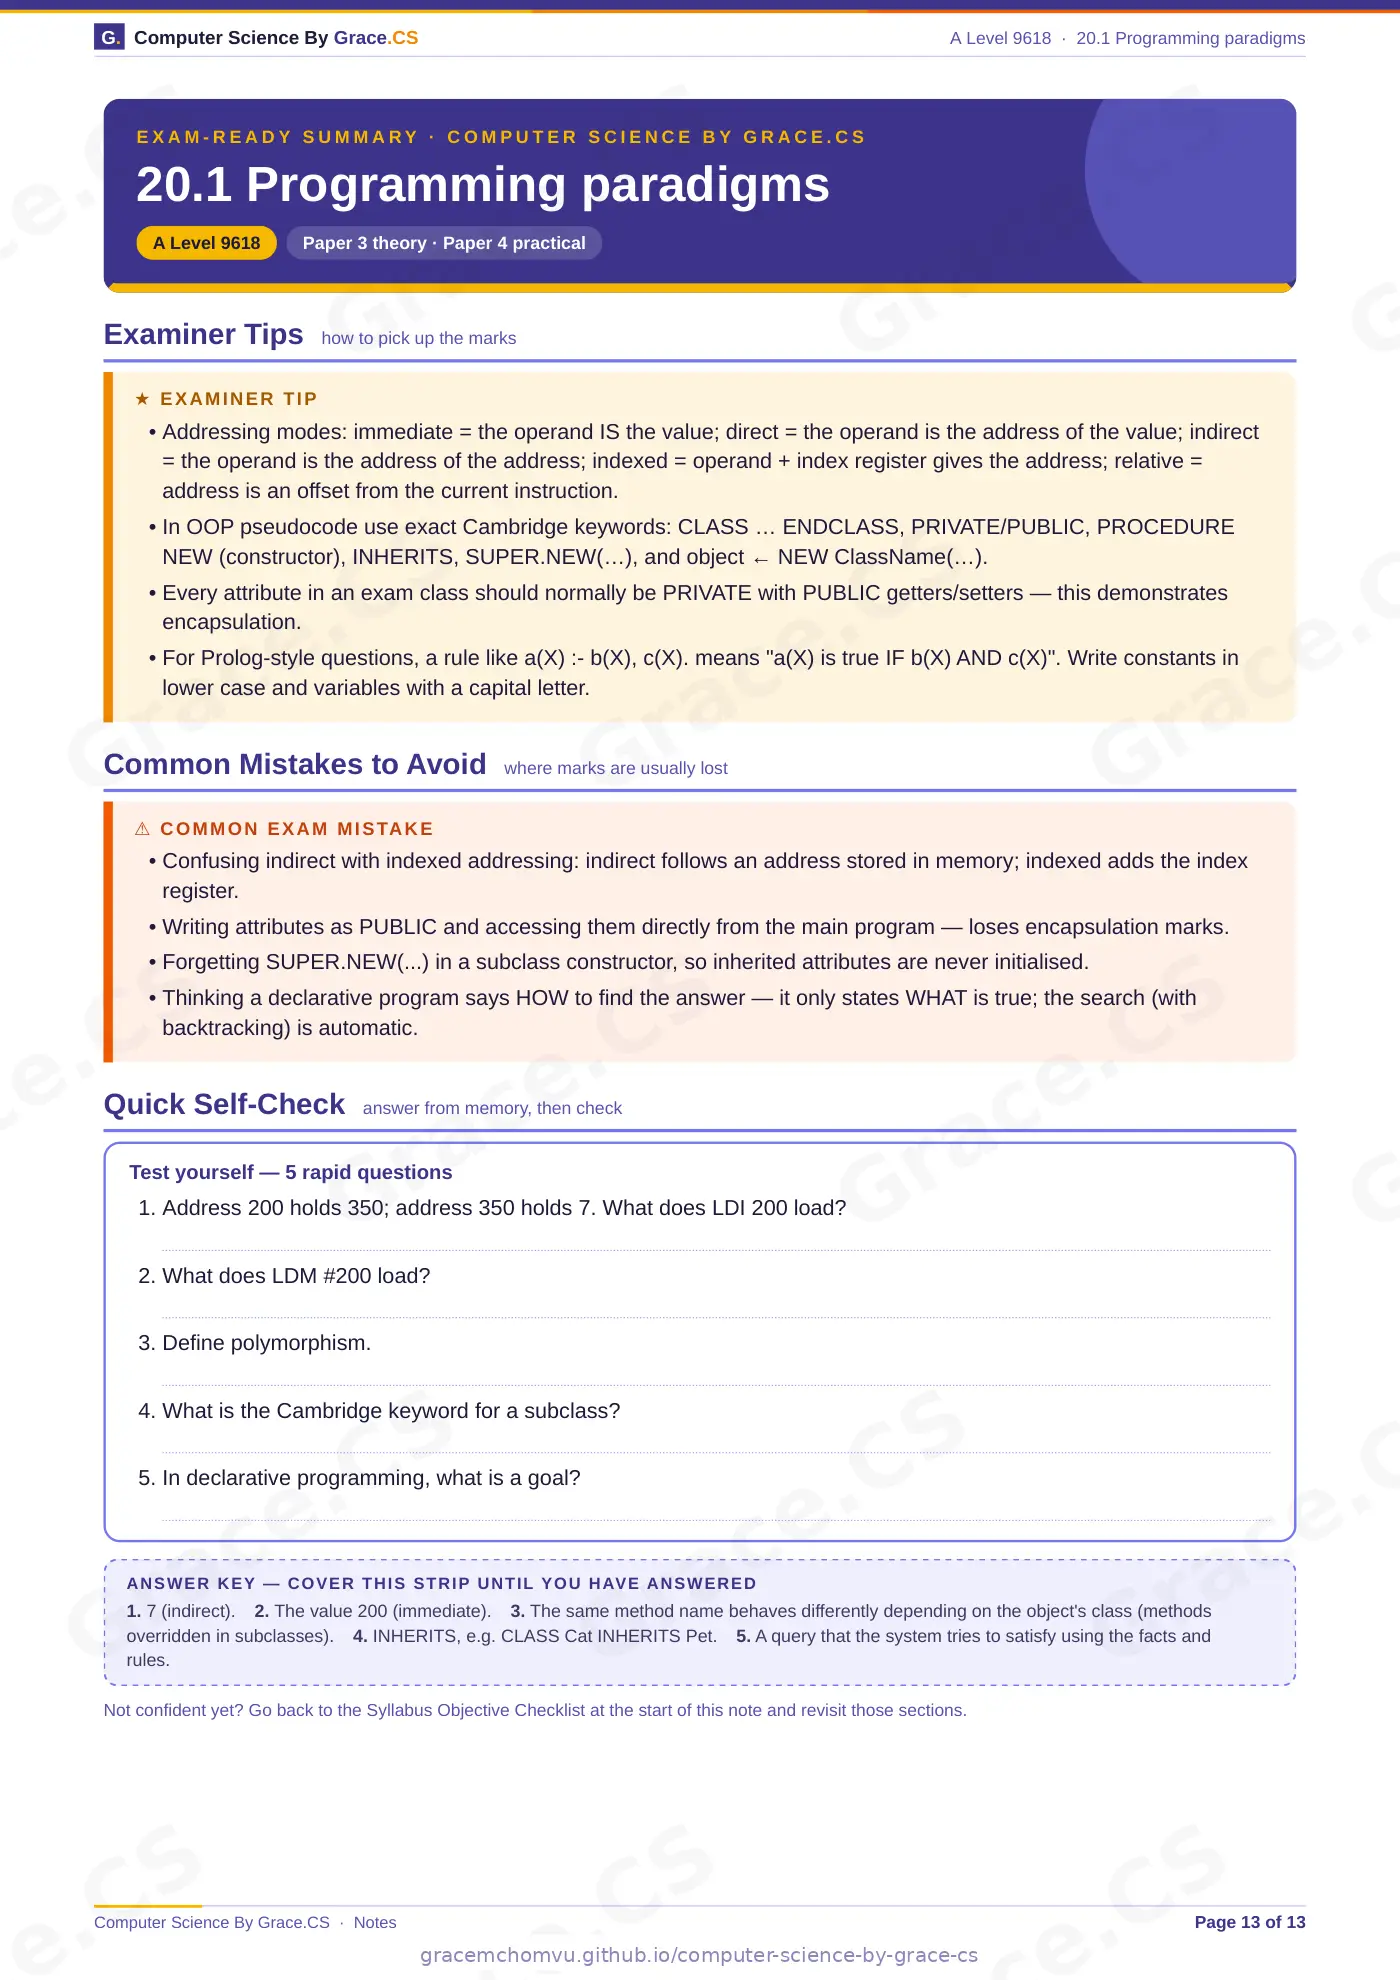 G. Computer Science By Grace.CS
A Level 9618 · 20.1 Programming paradigms
EXAM-READY SUMMARY · COMPUTER SCIENCE BY GRACE.CS
20.1 Programming paradigms
A Level 9618
Paper 3 theory · Paper 4 practical
Examiner Tips how to pick up the marks
★ EXAMINER TIP
• Addressing modes: immediate = the operand IS the value; direct = the operand is the address of the value; indirect
= the operand is the address of the address; indexed = operand + index register gives the address; relative =
address is an offset from the current instruction.
• In OOP pseudocode use exact Cambridge keywords: CLASS … ENDCLASS, PRIVATE/PUBLIC, PROCEDURE
NEW (constructor), INHERITS, SUPER.NEW(…), and object ← NEW ClassName(…).
• Every attribute in an exam class should normally be PRIVATE with PUBLIC getters/setters — this demonstrates
encapsulation.
• For Prolog-style questions, a rule like a(X) :- b(X), c(X). means "a(X) is true IF b(X) AND c(X)". Write constants in
lower case and variables with a capital letter.
Common Mistakes to Avoid where marks are usually lost
⚠ COMMON EXAM MISTAKE
• Confusing indirect with indexed addressing: indirect follows an address stored in memory; indexed adds the index
register.
• Writing attributes as PUBLIC and accessing them directly from the main program — loses encapsulation marks.
• Forgetting SUPER.NEW(...) in a subclass constructor, so inherited attributes are never initialised.
• Thinking a declarative program says HOW to find the answer — it only states WHAT is true; the search (with
backtracking) is automatic.
Quick Self-Check answer from memory, then check
Test yourself — 5 rapid questions
1. Address 200 holds 350; address 350 holds 7. What does LDI 200 load?
2. What does LDM #200 load?
3. Define polymorphism.
4. What is the Cambridge keyword for a subclass?
5. In declarative programming, what is a goal?
ANSWER KEY — COVER THIS STRIP UNTIL YOU HAVE ANSWERED
1. 7 (indirect). 2. The value 200 (immediate). 3. The same method name behaves differently depending on the object's class (methods
overridden in subclasses). 4. INHERITS, e.g. CLASS Cat INHERITS Pet. 5. A query that the system tries to satisfy using the facts and
rules.
Not confident yet? Go back to the Syllabus Objective Checklist at the start of this note and revisit those sections.
Computer Science By Grace.CS · Notes
Page 13 of 13
gracemchomvu.github.io/computer-science-by-grace-cs